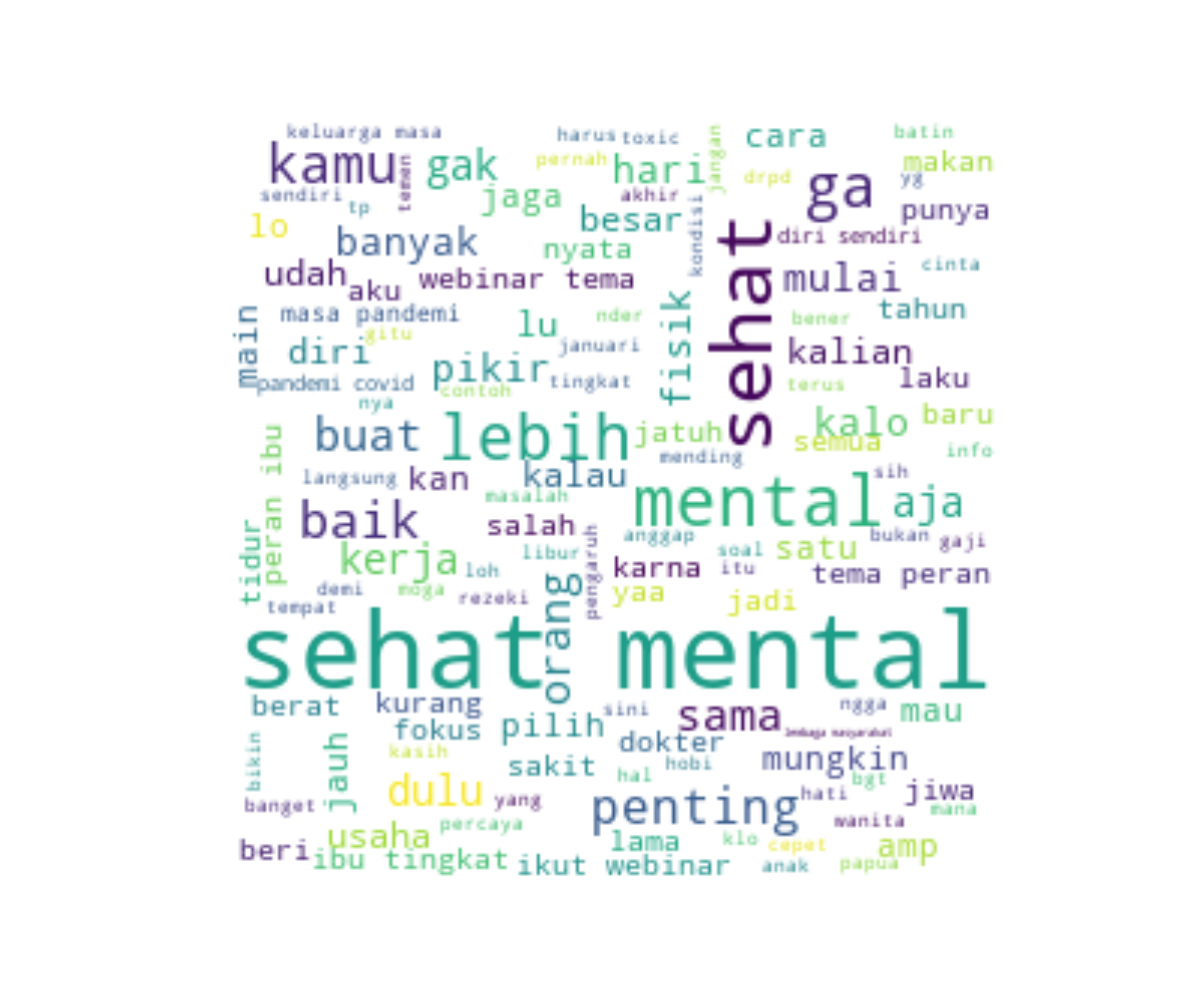 keluarga masa
harus
toxic
cara
batin
kamu
temen
gak
pernah
hari
jangan
makan
sendiri
tp
jaga
akhir
drpd
ga
yg
punya
lo
banyak
besar
kondisi
sehat
diri sendiri
udah
aku
webinar tema
nyata
mulai
cinta
main
masa pandemi
gitu
lu
nder
fisik
bener
tahun
diri
pikir
januari
kalian
pandemi covid
contoh
tingkat
terus
laku
nya
buat
lebih
jatuh
kalo
baru
semua
mending
info
peran ibu
langsung
kan
kalau
sih
masalah
mental
aja
baik
salah
anggap
bukan
gaji
tidur
kerja
loh
libur
pengaruh
soal
satu
karna
itu
tema peran
demi
moga
rezeki
orang
yaa
jadi
tempat
sehat mental
berat
kurang
sini
sama
ngga
mau
fokus
pilih
lembaga masyarakat
bikin
jauh
kasih
dokter
mungkin
sakit
hal
hobi
bgt
dulu
jiwa
banget
yang
penting
hati
mana
usaha
percaya
wanita
beri
lama
klo
cepet
amp
ibu tingkat
ikut webinar
anak
papua